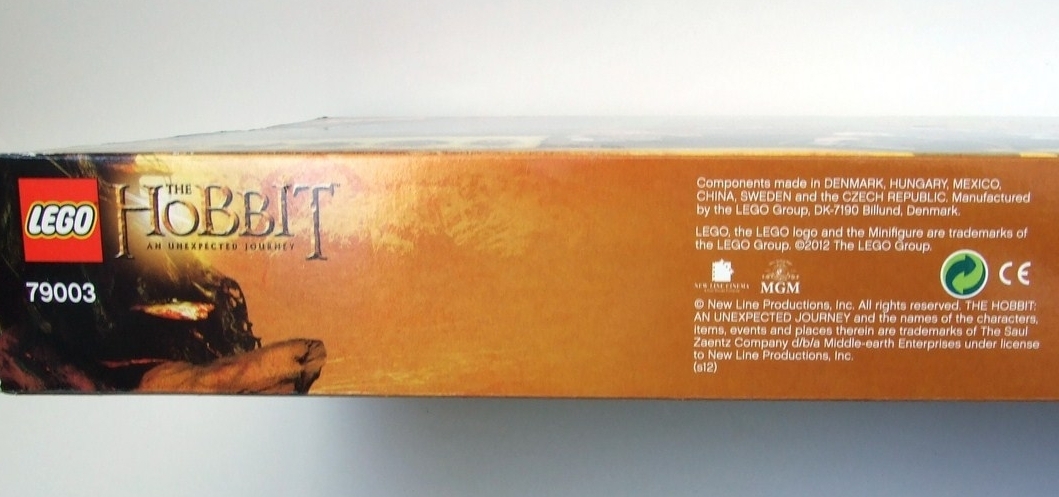 LEGO
THE
HOBBIT™
AN UNEXPECTED JOURNEY
79003
Components made in DENMARK, HUNGARY, MEXICO,
CHINA, SWEDEN and the CZECH REPUBLIC. Manufactured
by the LEGO Group, DK-7190 Billund, Denmark.
LEGO, the LEGO logo and the Minifigure are trademarks of
the LEGO Group. ©2012 The LEGO Group.
NEW LINE CINEMA
MGM
CE
© New Line Productions, Inc. All rights reserved. THE HOBBIT:
AN UNEXPECTED JOURNEY and the names of the characters,
items, events and places therein are trademarks of The Saul
Zaentz Company d/b/a Middle-earth Enterprises under license
to New Line Productions, Inc.
(s12)